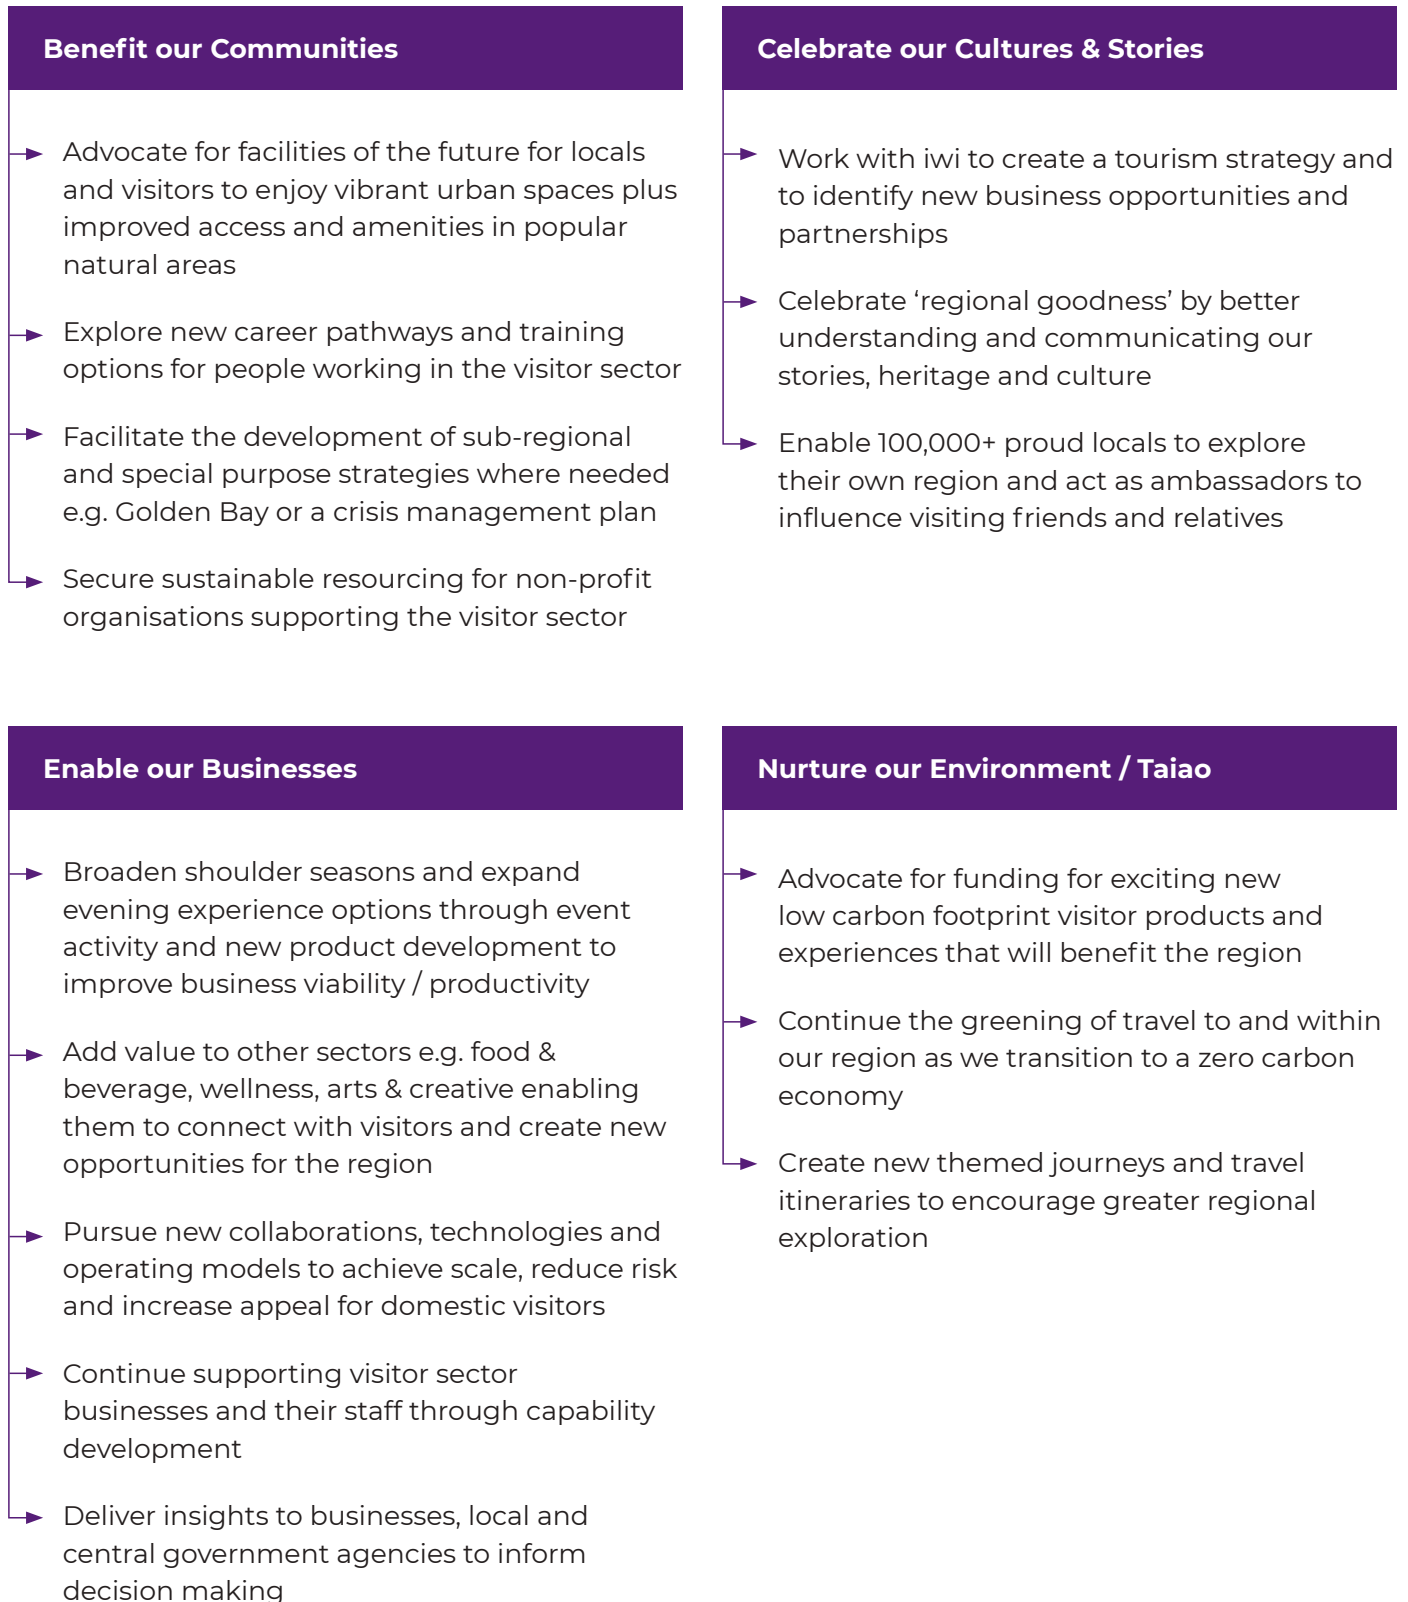 Benefit our Communities
Advocate for facilities of the future for locals
and visitors to enjoy vibrant urban spaces plus
improved access and amenities in popular
natural areas
Explore new career pathways and training
options for people working in the visitor sector
Facilitate the development of sub-regional
and special purpose strategies where needed
e.g. Golden Bay or a crisis management plan
Secure sustainable resourcing for non-profit
organisations supporting the visitor sector
Celebrate our Cultures & Stories
Work with iwi to create a tourism strategy and
to identify new business opportunities and
partnerships
Celebrate ‘regional goodness’ by better
understanding and communicating our
stories, heritage and culture
Enable 100,000+ proud locals to explore
their own region and act as ambassadors to
influence visiting friends and relatives
Enable our Businesses
Broaden shoulder seasons and expand
evening experience options through event
activity and new product development to
improve business viability / productivity
Add value to other sectors e.g. food &
beverage, wellness, arts & creative enabling
them to connect with visitors and create new
opportunities for the region
Pursue new collaborations, technologies and
operating models to achieve scale, reduce risk
and increase appeal for domestic visitors
Continue supporting visitor sector
businesses and their staff through capability
development
Deliver insights to businesses, local and
central government agencies to inform
decision making
Nurture our Environment / Taiao
Advocate for funding for exciting new
low carbon footprint visitor products and
experiences that will benefit the region
Continue the greening of travel to and within
our region as we transition to a zero carbon
economy
Create new themed journeys and travel
itineraries to encourage greater regional
exploration